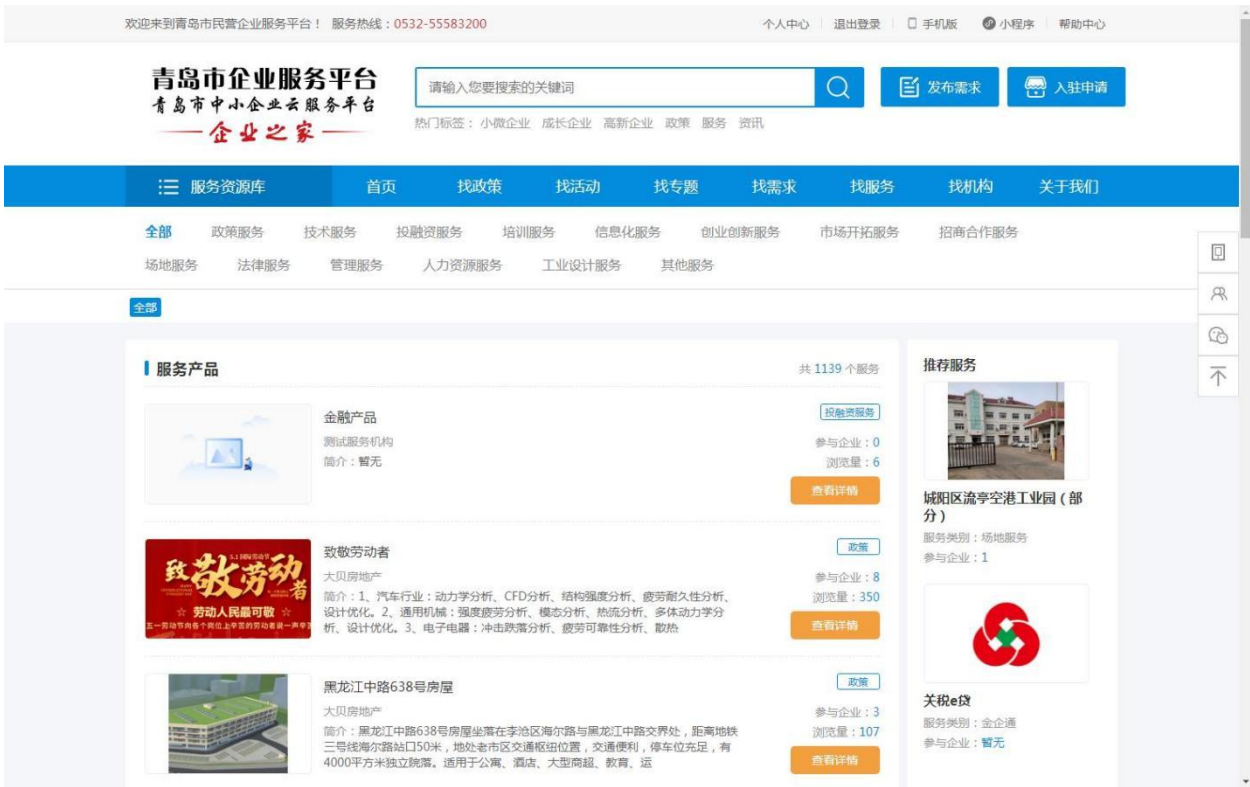 欢迎来到青岛市民营企业服务平台！ 服务热线：0532-55583200
个人中心 退出登录 手机版 小程序 帮助中心
青岛市企业服务平台
青岛市中小企业云服务平台
企业之家
请输入您要搜索的关键词
发布需求
入驻申请
热门标签：小微企业 成长企业 高新企业 政策 服务 资讯
服务资源库 首页 找政策 找活动 找专题 找需求 找服务 找机构 关于我们
全部 政策服务 技术服务 投融资服务 培训服务 信息化服务 创业创新服务 市场开拓服务 招商合作服务
场地服务 法律服务 管理服务 人力资源服务 工业设计服务 其他服务
全部
服务产品
共 1139 个服务
金融产品
投融资服务
测试服务机构
参与企业：0
简介：暂无
浏览量：6
查看详情
致敬劳动者
劳动人民最可敬
致敬劳动者
政策
大贝房地产
参与企业：8
简介：1、汽车行业：动力学分析、CFD分析、结构强度分析、疲劳耐久性分析、
浏览量：350
设计优化。2、通用机械：强度疲劳分析、模态分析、热流分析、多体动力学分
析、设计优化。3、电子电器：冲击跌落分析、疲劳可靠性分析、散热
查看详情
黑龙江中路638号房屋
政策
大贝房地产
参与企业：3
简介：黑龙江中路638号房屋坐落在李沧区海尔路与黑龙江中路交界处，距离地铁
浏览量：107
三号线海尔路站口50米，地处老市区交通枢纽位置，交通便利，停车位充足，有
4000平方米独立院落。适用于公寓、酒店、大型商超、教育、运
查看详情
推荐服务
城阳区流亭空港工业园（部
分）
服务类别：场地服务
参与企业：1
关税e贷
服务类别：金企通
参与企业：暂无